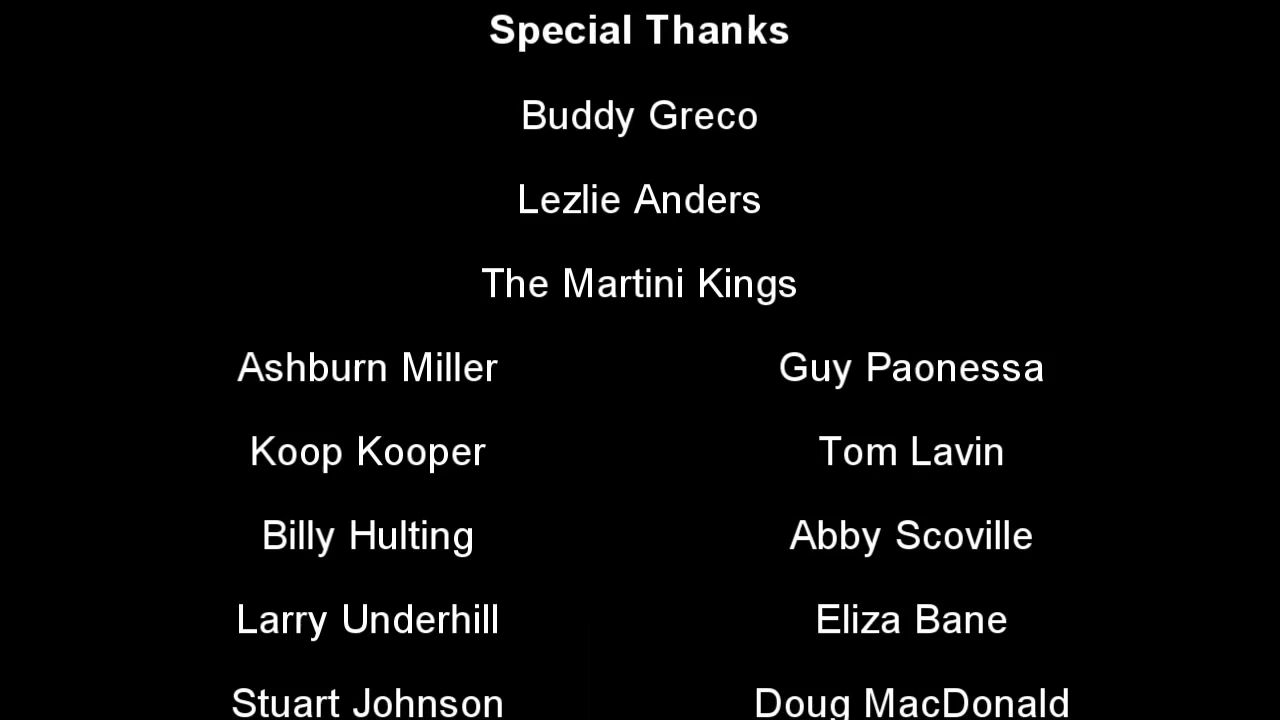 Special Thanks
Buddy Greco
Lezlie Anders
The Martini Kings
Ashburn Miller Guy Paonessa
Koop Kooper Tom Lavin
Billy Hulting Abby Scoville
Larry Underhill Eliza Bane
Stuart Johnson Doug MacDonald